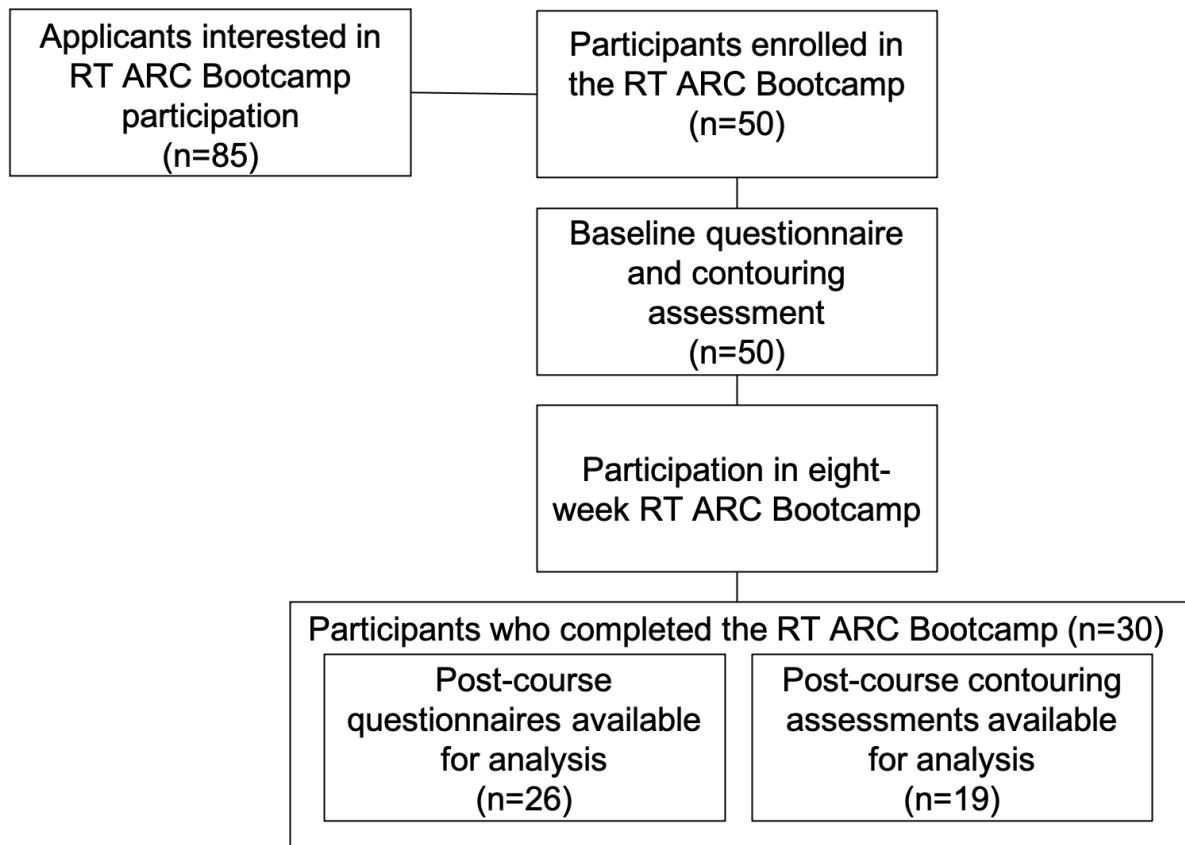 Applicants interested in
RT ARC Bootcamp
participation
(n=85)
Participants enrolled in
the RT ARC Bootcamp
(n=50)
Baseline questionnaire
and contouring
assessment
(n=50)
Participation in eight-
week RT ARC Bootcamp
Participants who completed the RT ARC Bootcamp (n=30)
Post-course
questionnaires available
for analysis
(n=26)
Post-course contouring
assessments available
for analysis
(n=19)